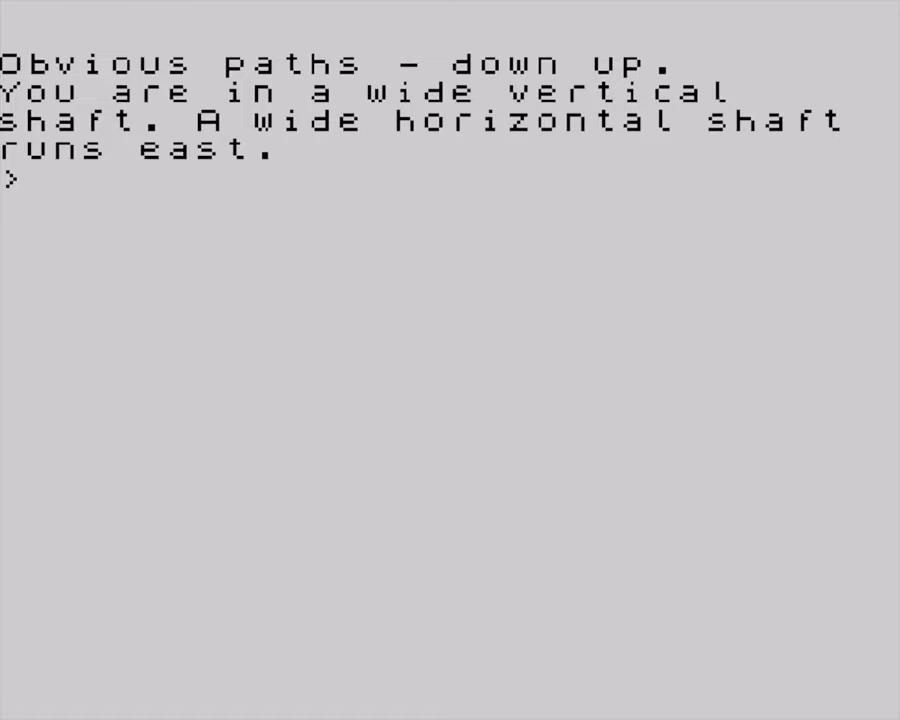 Obvious paths - down up.
You are in a wide vertical
shaft. A wide horizontal shaft
runs east.
>